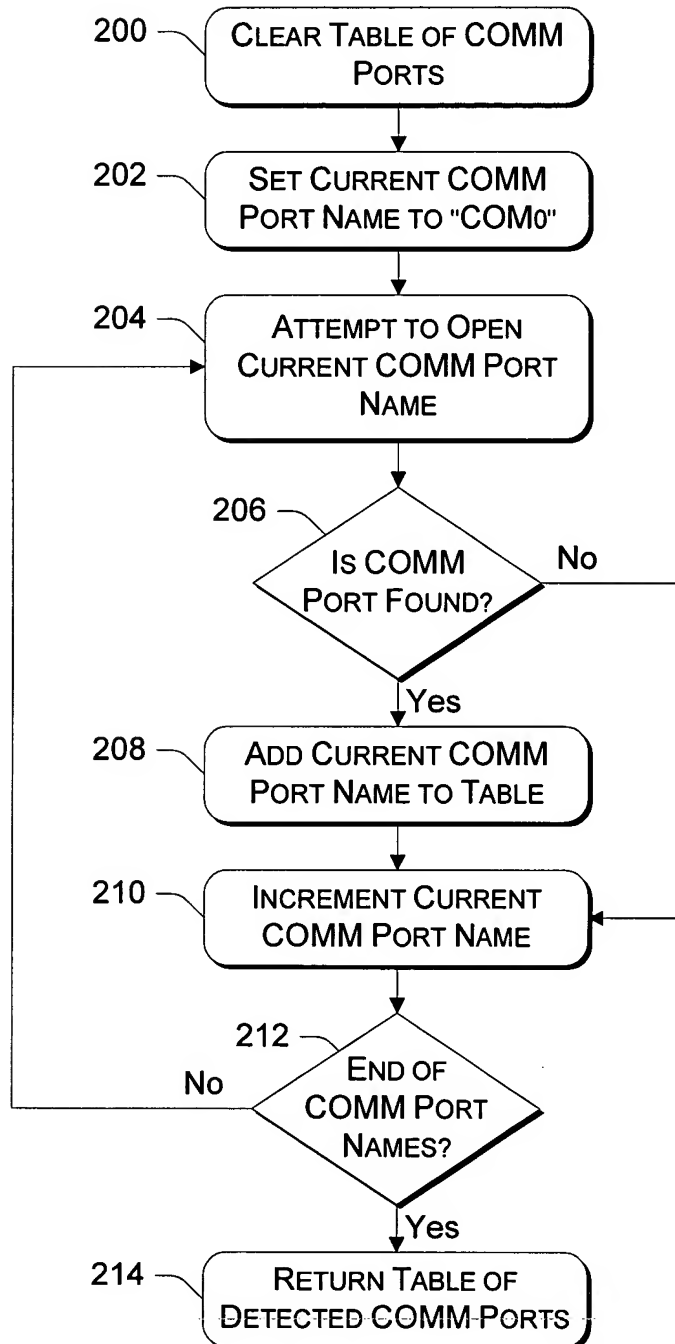 200
CLEAR TABLE OF COMM
PORTS
202
SET CURRENT COMM
PORT NAME TO "COM0"
204
ATTEMPT TO OPEN
CURRENT COMM PORT
NAME
206
IS COMM
PORT FOUND?
No
Yes
208
ADD CURRENT COMM
PORT NAME TO TABLE
210
INCREMENT CURRENT
COMM PORT NAME
212
No
END OF
COMM PORT
NAMES?
Yes
214
RETURN TABLE OF
DETECTED COMM PORTS